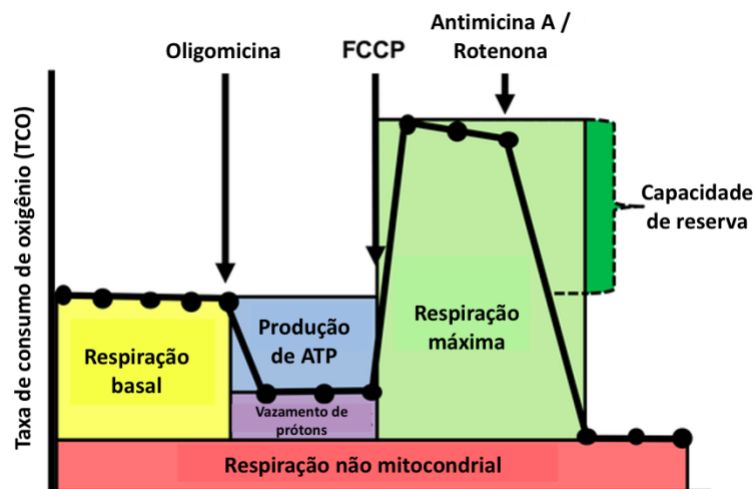 Antimicina A /
Rotenona
Oligomicina
FCCP
Taxa de consumo de oxigênio (TCO)
Capacidade
de reserva
Produção
de ATP
Respiração
máxima
Respiração
basal
Vazamento de
prótons
Respiração não mitocondrial